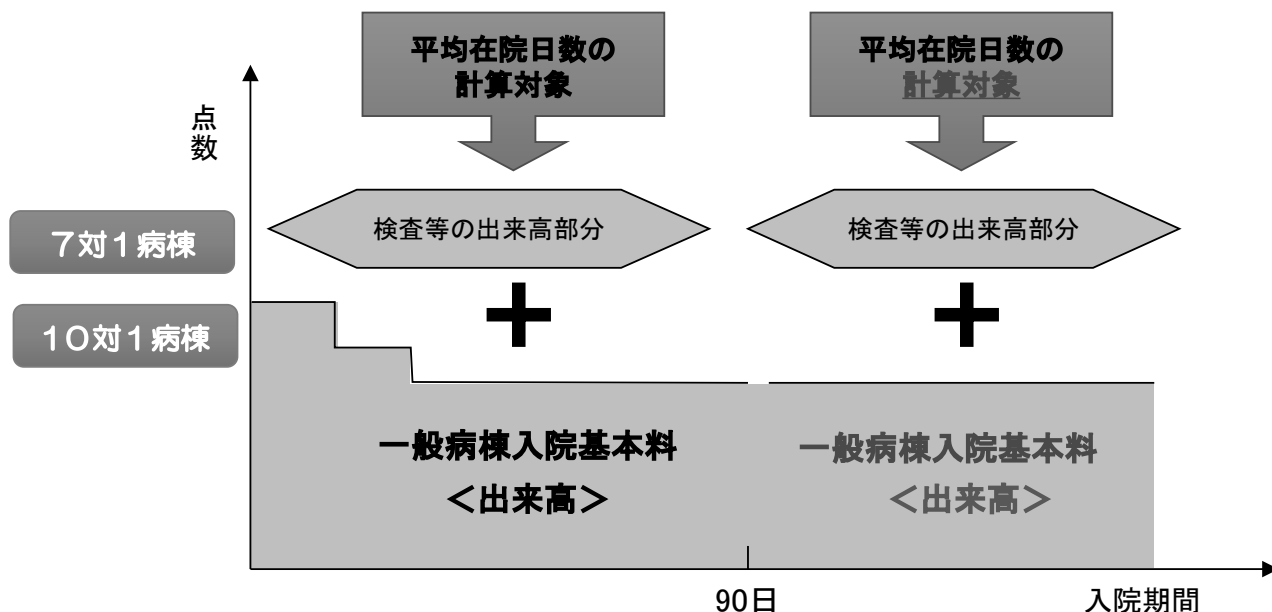 平均在院日数の
計算対象
平均在院日数の
計算対象
点数
検査等の出来高部分
検査等の出来高部分
７対１病棟
１０対１病棟
＋
＋
一般病棟入院基本料
＜出来高＞
一般病棟入院基本料
＜出来高＞
90日
入院期間